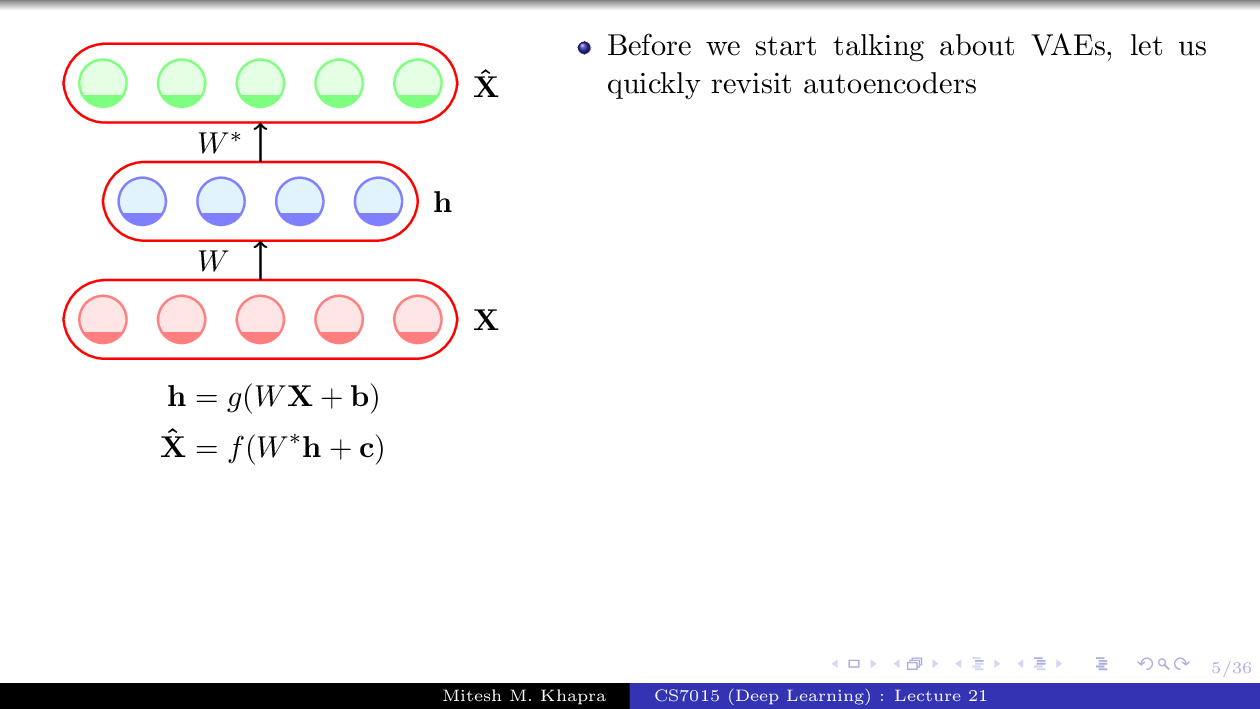 Before we start talking about VAEs, let us
quickly revisit autoencoders
X̂
W*
h
W
X
h = g(WX + b)
X̂ = f(W*h + c)
5/36
Mitesh M. Khapra
CS7015 (Deep Learning) : Lecture 21